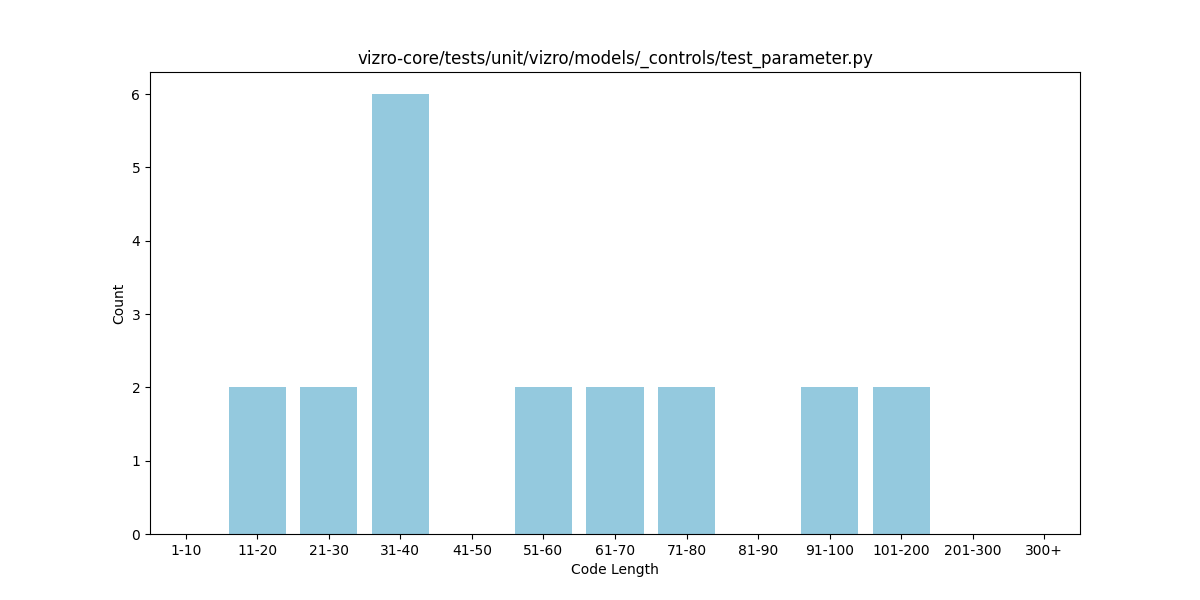 vizro-core/tests/unit/vizro/models/_controls/test_parameter.py
6
5
4
3
2
1
0
Count
1-10 11-20 21-30 31-40 41-50 51-60 61-70 71-80 81-90 91-100 101-200 201-300 300+
Code Length